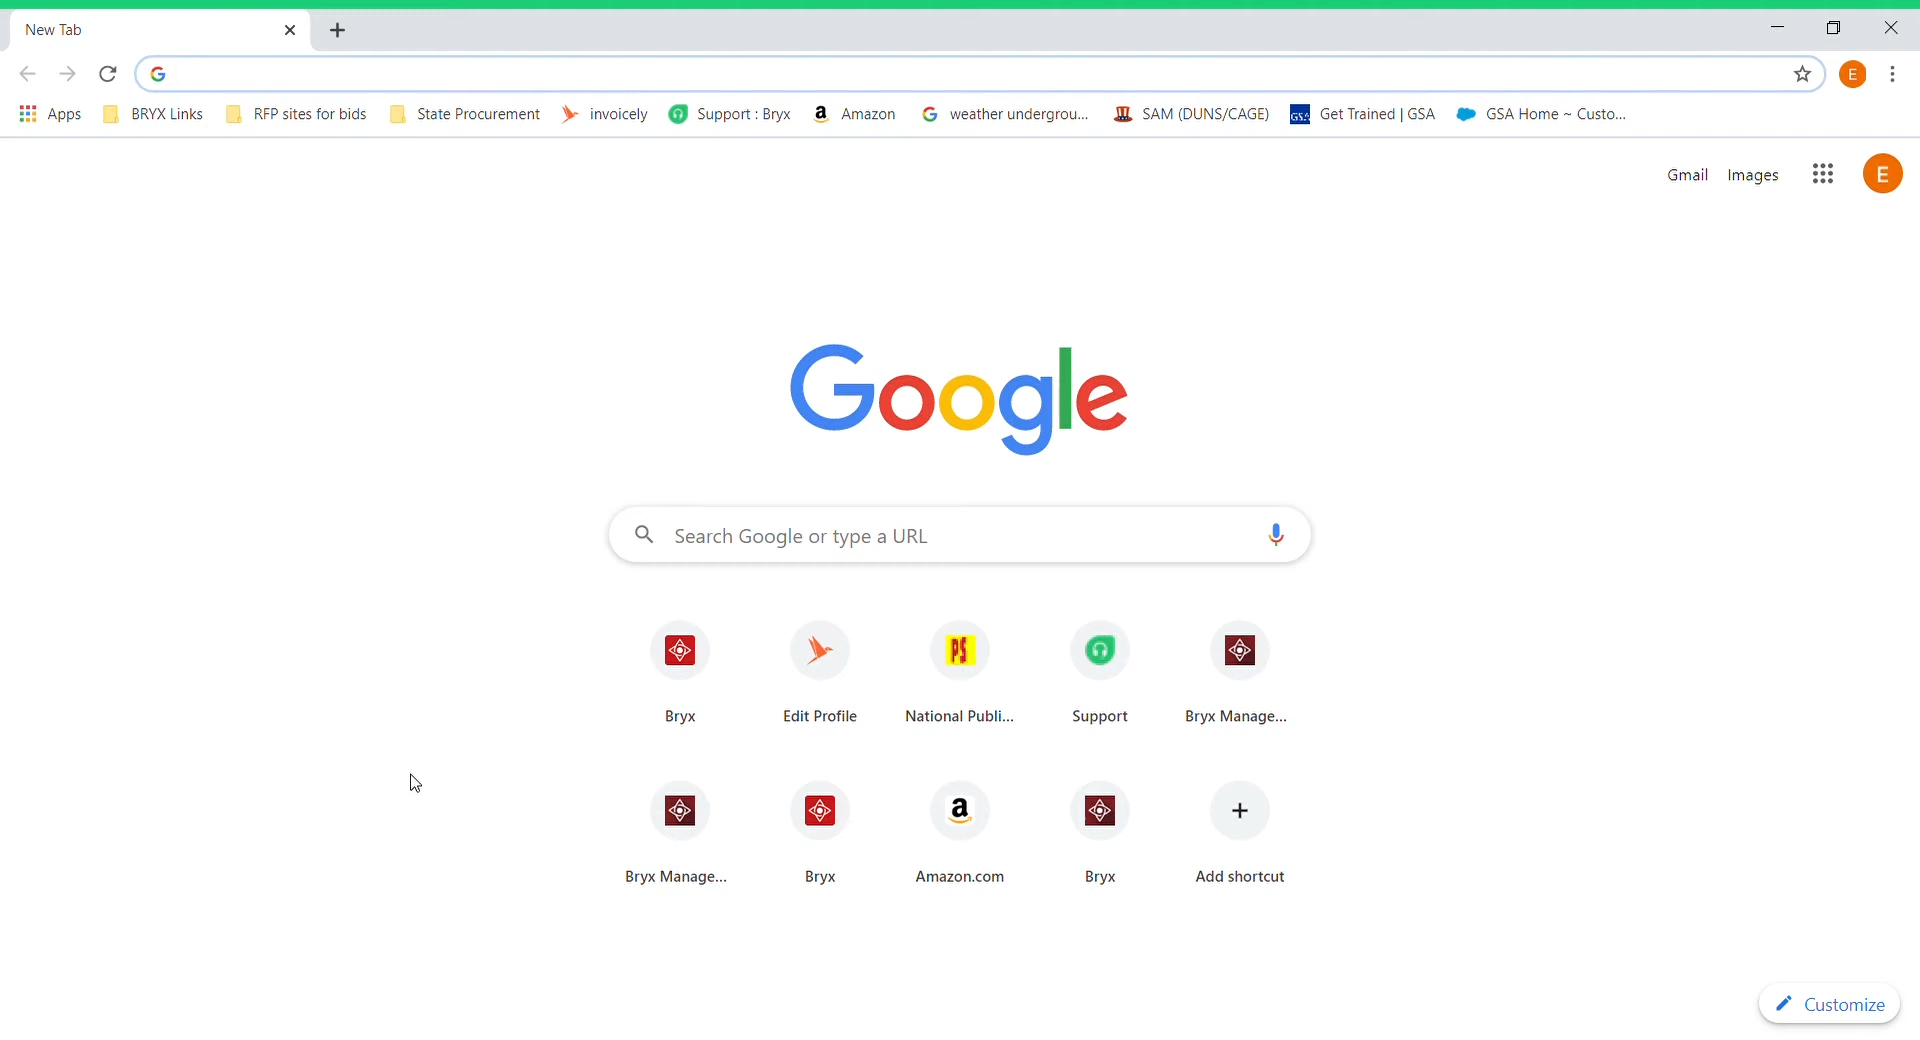 New Tab
Apps BRYX Links RFP sites for bids State Procurement invoicely Support : Bryx Amazon weather undergrou... SAM (DUNS/CAGE) Get Trained | GSA GSA Home ~ Custo...
E
Gmail Images E
Google
Search Google or type a URL
Bryx Edit Profile National Publi... Support Bryx Manage...
Bryx Manage... Bryx Amazon.com Bryx Add shortcut
Customize